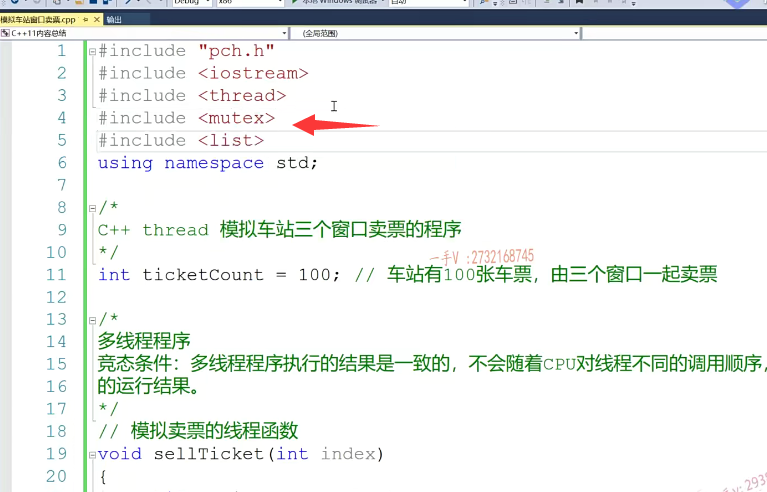 模拟车站窗口卖票.cpp 输出
C++11内容总结 (全局范围)
1 #include "pch.h"
2 #include <iostream>
3 #include <thread>
4 #include <mutex>
5 #include <list>
6 using namespace std;
7
8 /*
9 C++ thread 模拟车站三个窗口卖票的程序
10 */
一手V :2732168745
11 int ticketCount = 100; // 车站有100张车票，由三个窗口一起卖票
12
13 /*
14 多线程程序
15 竞态条件：多线程程序执行的结果是一致的，不会随着CPU对线程不同的调用顺序，
16 的运行结果。
17 */
18 // 模拟卖票的线程函数
19 void sellTicket(int index)
20 {